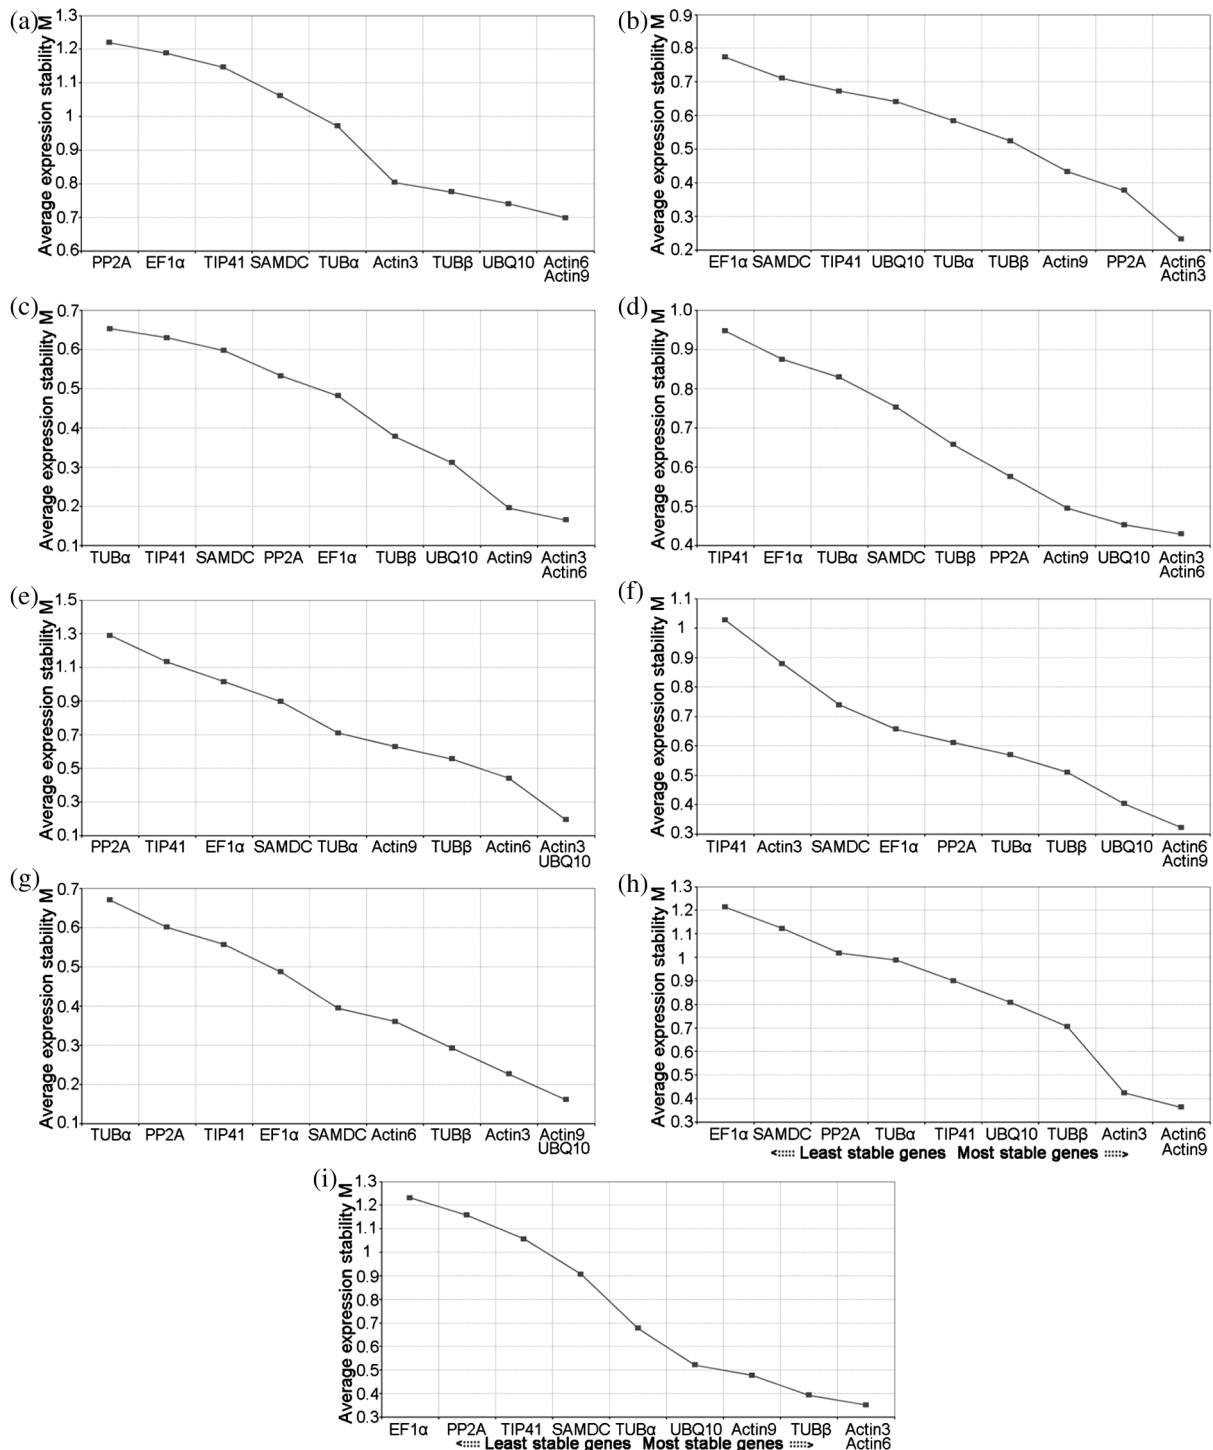 (a)
Average expression stability M
1.3
1.2
1.1
1
0.9
0.8
0.7
0.6
PP2A EF1α TIP41 SAMDC TUBα Actin3 TUBβ UBQ10 Actin6
Actin9
(b)
Average expression stability M
0.9
0.8
0.7
0.6
0.5
0.4
0.3
0.2
EF1α SAMDC TIP41 UBQ10 TUBα TUBβ Actin9 PP2A Actin6
Actin3
(c)
Average expression stability M
0.7
0.6
0.5
0.4
0.3
0.2
0.1
TUBα TIP41 SAMDC PP2A EF1α TUBβ UBQ10 Actin9 Actin3
Actin6
(d)
Average expression stability M
1.0
0.9
0.8
0.7
0.6
0.5
0.4
TIP41 EF1α TUBα SAMDC TUBβ PP2A Actin9 UBQ10 Actin3
Actin6
(e)
Average expression stability M
1.5
1.3
1.1
0.9
0.7
0.5
0.3
0.1
PP2A TIP41 EF1α SAMDC TUBα Actin9 TUBβ Actin6 Actin3
UBQ10
(f)
Average expression stability M
1.1
1
0.9
0.8
0.7
0.6
0.5
0.4
0.3
TIP41 Actin3 SAMDC EF1α PP2A TUBα TUBβ UBQ10 Actin6
Actin9
(g)
Average expression stability M
0.7
0.6
0.5
0.4
0.3
0.2
0.1
TUBα PP2A TIP41 EF1α SAMDC Actin6 TUBβ Actin3 Actin9
UBQ10
(h)
Average expression stability M
1.3
1.2
1.1
1
0.9
0.8
0.7
0.6
0.5
0.4
0.3
EF1α SAMDC PP2A TUBα TIP41 UBQ10 TUBβ Actin3 Actin6
Actin9
Least stable genes Most stable genes
(i)
Average expression stability M
1.3
1.2
1.1
1
0.9
0.8
0.7
0.6
0.5
0.4
0.3
EF1α PP2A TIP41 SAMDC TUBα UBQ10 Actin9 TUBβ Actin3
Actin6
Least stable genes Most stable genes